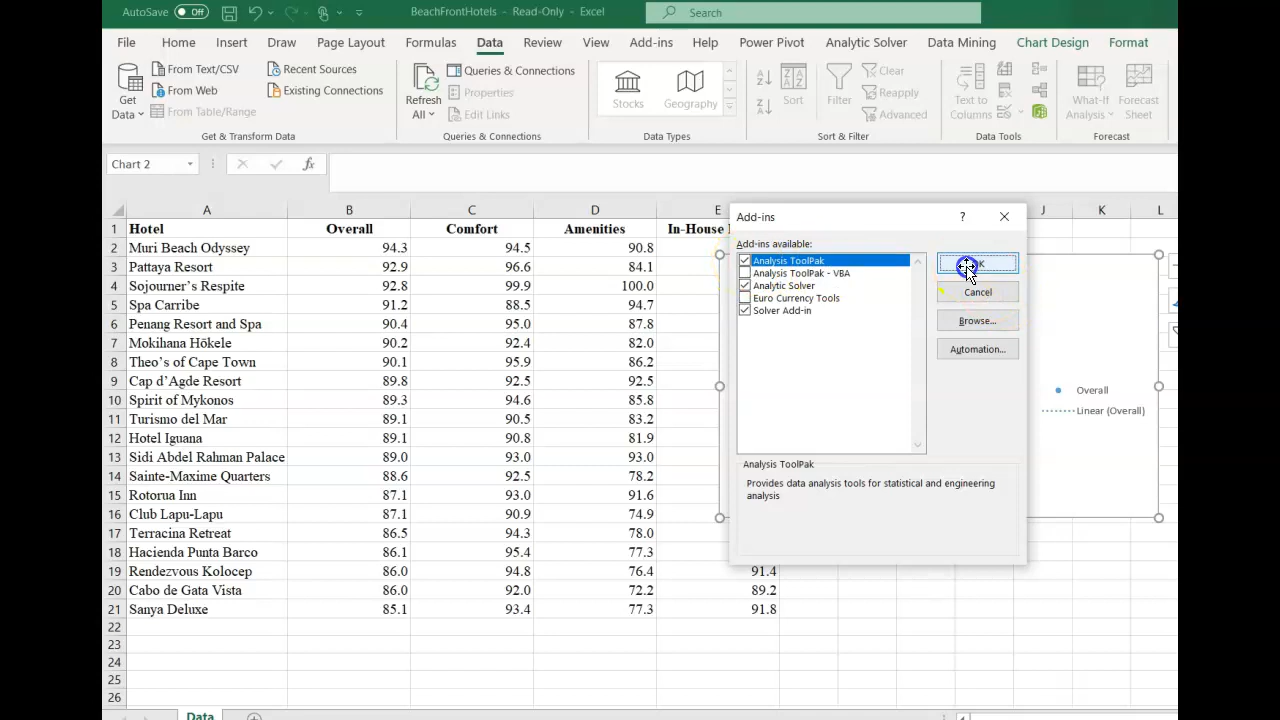 AutoSave Off BeachFrontHotels - Read-Only - Excel Search
File Home Insert Draw Page Layout Formulas Data Review View Add-ins Help Power Pivot Analytic Solver Data Mining Chart Design Format
Get Data
From Text/CSV
From Web
From Table/Range
Recent Sources
Existing Connections
Get & Transform Data
Refresh All
Queries & Connections
Properties
Edit Links
Queries & Connections
Stocks
Geography
Data Types
Sort
Filter
Clear
Reapply
Advanced
Sort & Filter
Text to Columns
Data Tools
What-If Analysis
Forecast Sheet
Forecast
Chart 2 fx
A B C D E J K L
1 Hotel Overall Comfort Amenities In-House
2 Muri Beach Odyssey 94.3 94.5 90.8
3 Pattaya Resort 92.9 96.6 84.1
4 Sojourner's Respite 92.8 99.9 100.0
5 Spa Carribe 91.2 88.5 94.7
6 Penang Resort and Spa 90.4 95.0 87.8
7 Mokihana Hōkele 90.2 92.4 82.0
8 Theo's of Cape Town 90.1 95.9 86.2
9 Cap d'Agde Resort 89.8 92.5 92.5
10 Spirit of Mykonos 89.3 94.6 85.8
11 Turismo del Mar 89.1 90.5 83.2
12 Hotel Iguana 89.1 90.8 81.9
13 Sidi Abdel Rahman Palace 89.0 93.0 93.0
14 Sainte-Maxime Quarters 88.6 92.5 78.2
15 Rotorua Inn 87.1 93.0 91.6
16 Club Lapu-Lapu 87.1 90.9 74.9
17 Terracina Retreat 86.5 94.3 78.0
18 Hacienda Punta Barco 86.1 95.4 77.3
19 Rendezvous Kolocep 86.0 94.8 76.4 91.4
20 Cabo de Gata Vista 86.0 92.0 72.2 89.2
21 Sanya Deluxe 85.1 93.4 77.3 91.8
22
23
24
25
26
Add-ins ?
Add-ins available:
Analysis ToolPak
Analysis ToolPak - VBA
Analytic Solver
Euro Currency Tools
Solver Add-in
Cancel
Browse...
Automation...
Analysis ToolPak
Provides data analysis tools for statistical and engineering
analysis
Overall
Linear (Overall)
Data